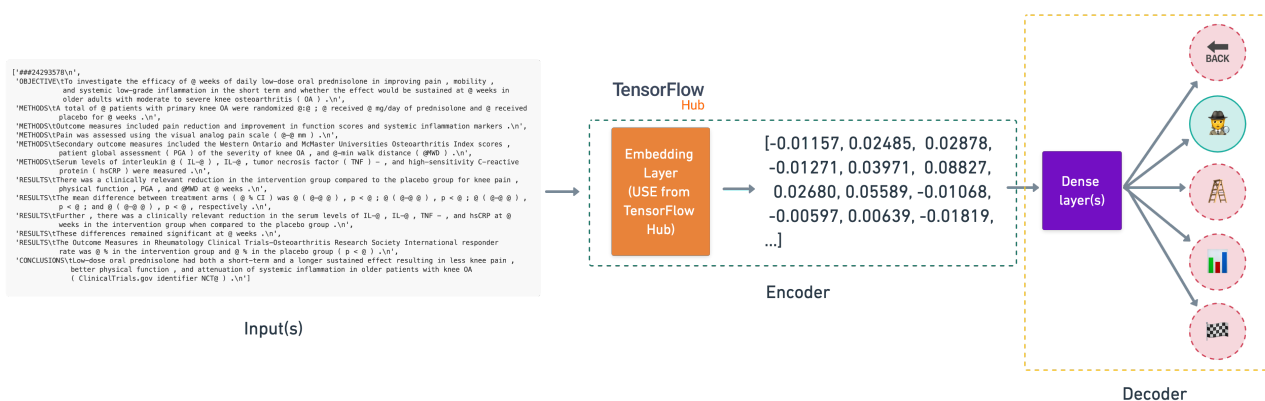 ['###24293578\n',
'OBJECTIVE\tTo investigate the efficacy of @ weeks of daily low-dose oral prednisolone in improving pain , mobility ,
and systemic low-grade inflammation in the short term and whether the effect would be sustained at @ weeks in
older adults with moderate to severe knee osteoarthritis ( OA ) .\n',
'METHODS\tA total of @ patients with primary knee OA were randomized @:@ ; @ received @ mg/day of prednisolone and @ received
placebo for @ weeks .\n',
'METHODS\tOutcome measures included pain reduction and improvement in function scores and systemic inflammation markers .\n',
'METHODS\tPain was assessed using the visual analog pain scale ( @-@ mm ) .\n',
'METHODS\tSecondary outcome measures included the Western Ontario and McMaster Universities Osteoarthritis Index scores ,
patient global assessment ( PGA ) of the severity of knee OA , and @-min walk distance ( @MWD ) .\n',
'METHODS\tSerum levels of interleukin @ ( IL-@ ) , IL-@ , tumor necrosis factor ( TNF ) - , and high-sensitivity C-reactive
protein ( hsCRP ) were measured .\n',
'RESULTS\tThere was a clinically relevant reduction in the intervention group compared to the placebo group for knee pain ,
physical function , PGA , and @MWD at @ weeks .\n',
'RESULTS\tThe mean difference between treatment arms ( @ % CI ) was @ ( @-@ @ ) , p < @ ; @ ( @-@ @ ) , p < @ ; @ ( @-@ @ ) ,
p < @ ; and @ ( @-@ @ ) , p < @ , respectively .\n',
'RESULTS\tFurther , there was a clinically relevant reduction in the serum levels of IL-@ , IL-@ , TNF - , and hsCRP at @
weeks in the intervention group when compared to the placebo group .\n',
'RESULTS\tThese differences remained significant at @ weeks .\n',
'RESULTS\tThe Outcome Measures in Rheumatology Clinical Trials-Osteoarthritis Research Society International responder
rate was @ % in the intervention group and @ % in the placebo group ( p < @ ) .\n',
'CONCLUSIONS\tLow-dose oral prednisolone had both a short-term and a longer sustained effect resulting in less knee pain ,
better physical function , and attenuation of systemic inflammation in older patients with knee OA
( ClinicalTrials.gov identifier NCT@ ) .\n']
Input(s)
TensorFlow
Hub
Embedding
Layer
(USE from
TensorFlow
Hub)
[-0.01157, 0.02485, 0.02878,
-0.01271, 0.03971, 0.08827,
0.02680, 0.05589, -0.01068,
-0.00597, 0.00639, -0.01819,
...]
Encoder
Dense
layer(s)
BACK
Decoder